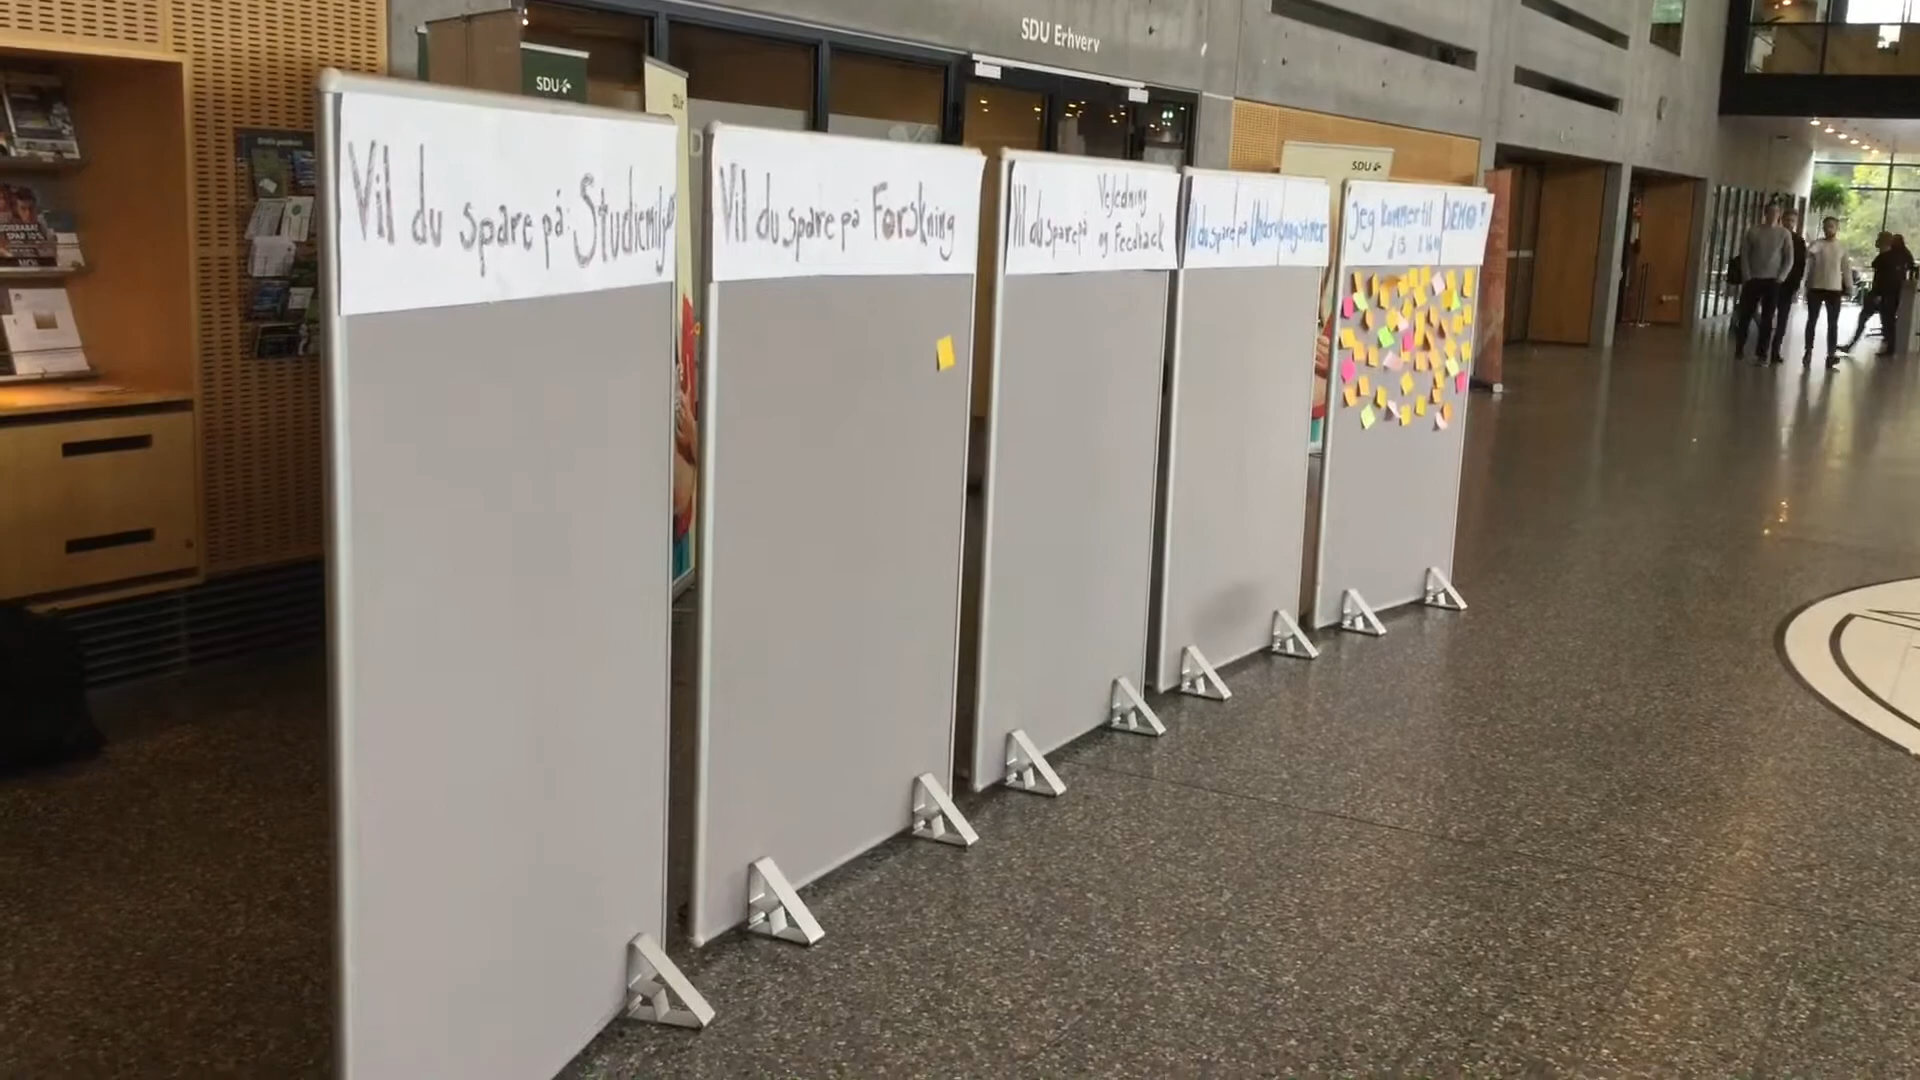 SDU Erhverv
SDU
SDU
Vil du spare på: Studiemiljø
Vil du spare på Forskning
Vil du spare på Vejledning
og Feedback
Vil du spare på Undervisningstimer
Jeg kommer til DEMO!
SDU